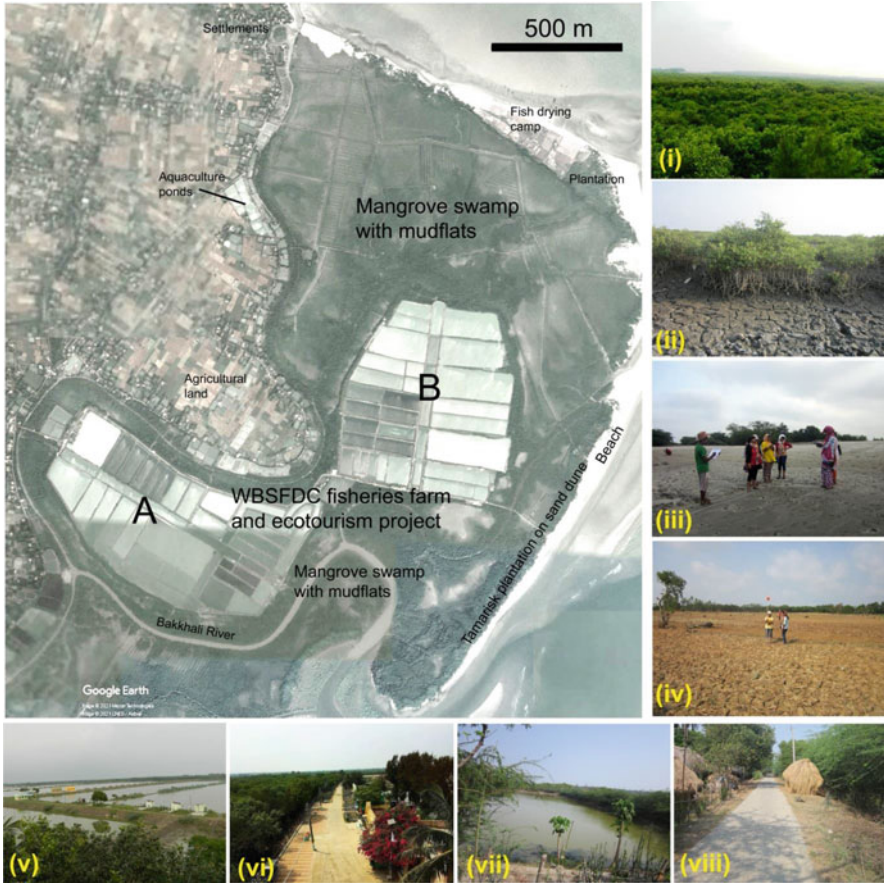 Settlements
500 m
Fish drying
camp
Plantation
Aquaculture
ponds
Mangrove swamp
with mudflats
B
Agricultural
land
A
WBSFDC fisheries farm
and ecotourism project
Beach
Tamarisk plantation on sand dune
Mangrove swamp
with mudflats
Bakkhali River
Google Earth
(i)
(ii)
(iii)
(iv)
(v)
(vi)
(vii)
(viii)